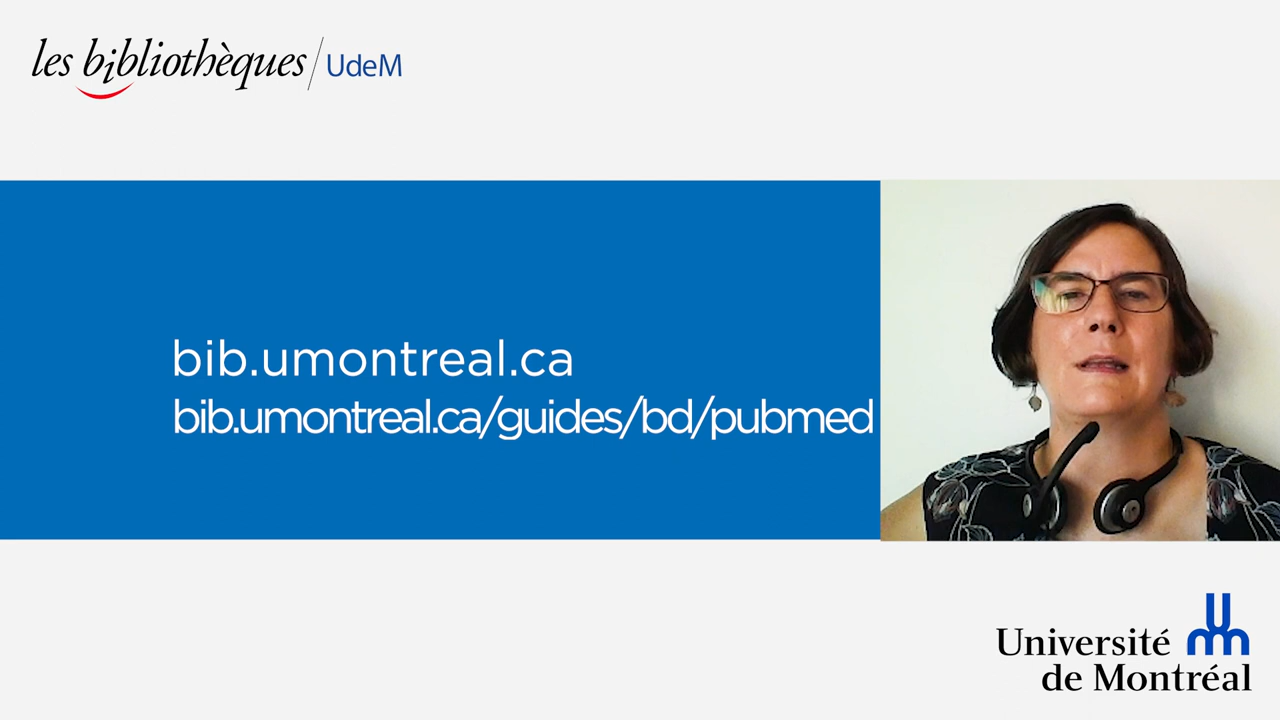 les bibliothèques/UdeM
bib.umontreal.ca
bib.umontreal.ca/guides/bd/pubmed
Université
de Montréal